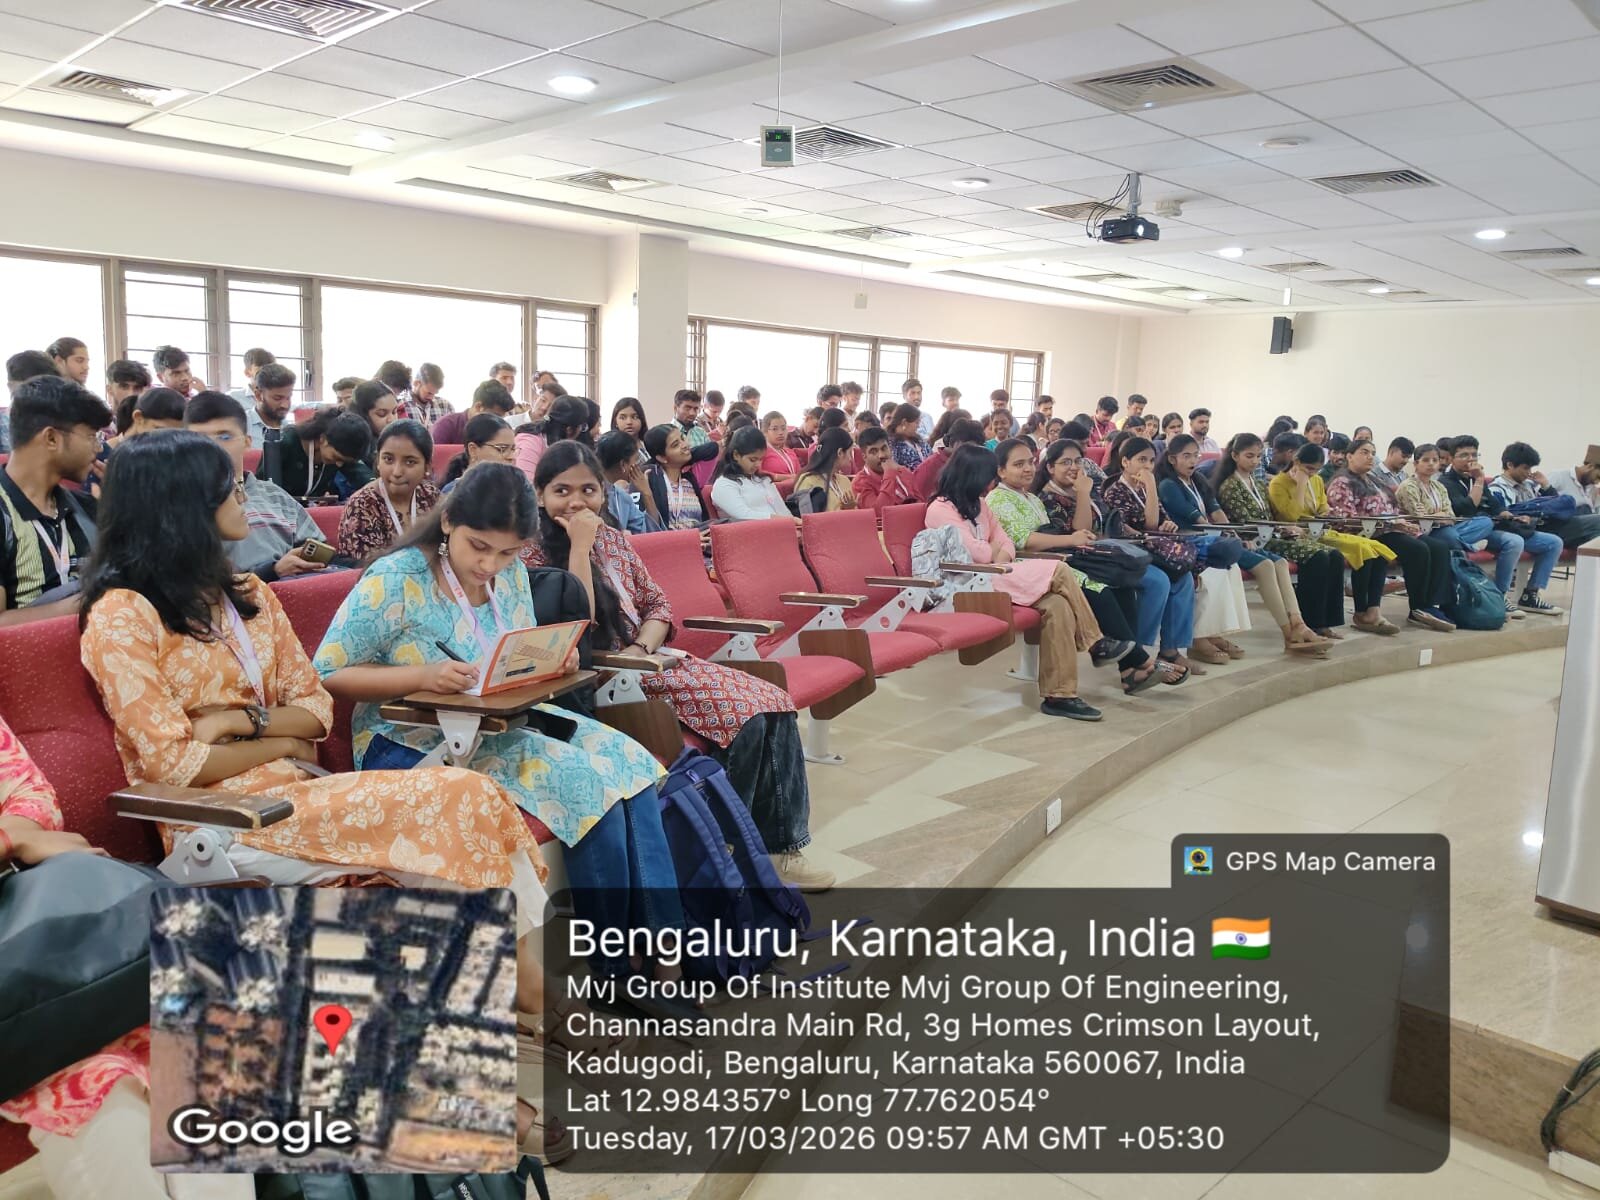 GPS Map Camera
Bengaluru, Karnataka, India
Mvj Group Of Institute Mvj Group Of Engineering,
Channasandra Main Rd, 3g Homes Crimson Layout,
Kadugodi, Bengaluru, Karnataka 560067, India
Lat 12.984357° Long 77.762054°
Tuesday, 17/03/2026 09:57 AM GMT +05:30
Google